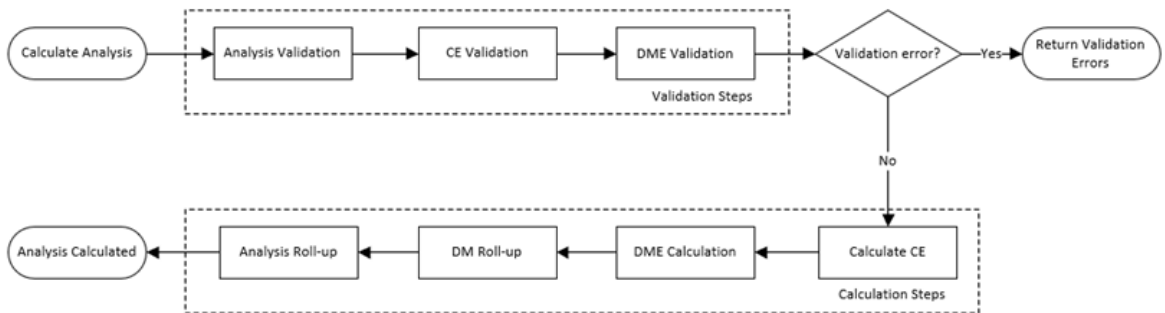 Calculate Analysis
Analysis Validation
CE Validation
DME Validation
Validation error?
Yes
Return Validation
Errors
Validation Steps
No
Analysis Calculated
Analysis Roll-up
DM Roll-up
DME Calculation
Calculate CE
Calculation Steps